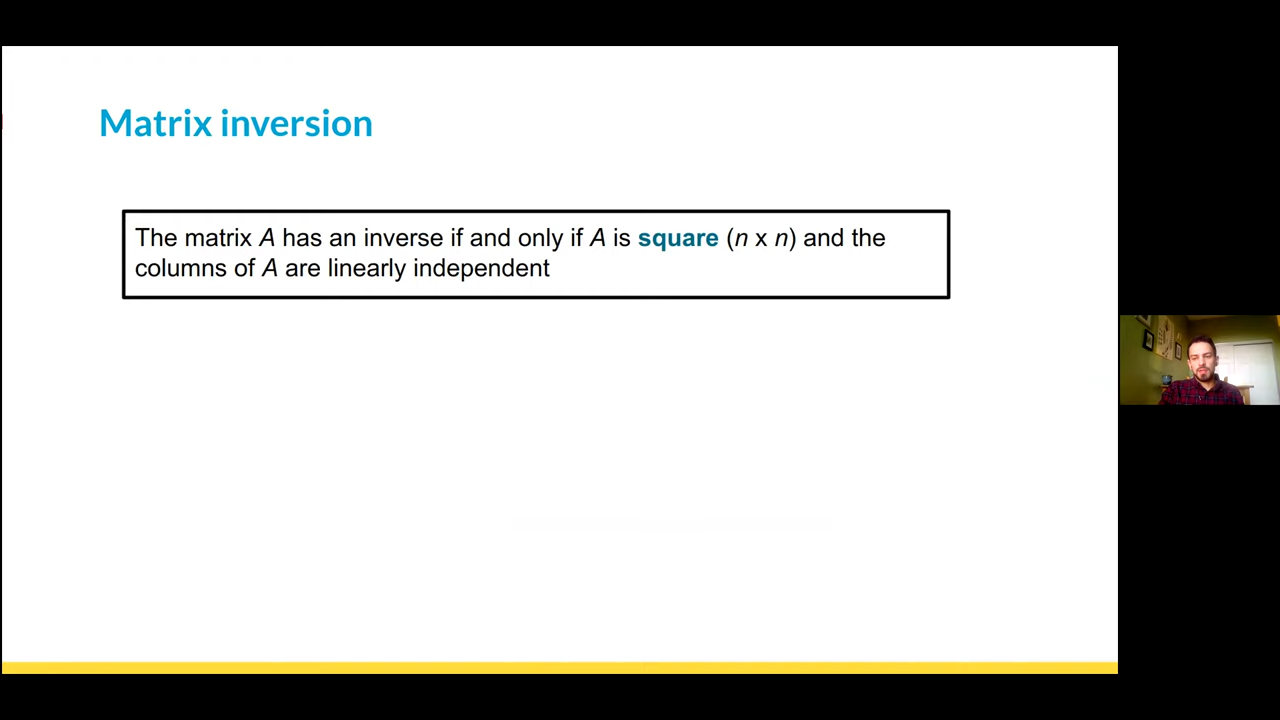 Matrix inversion
The matrix A has an inverse if and only if A is square (n x n) and the
columns of A are linearly independent